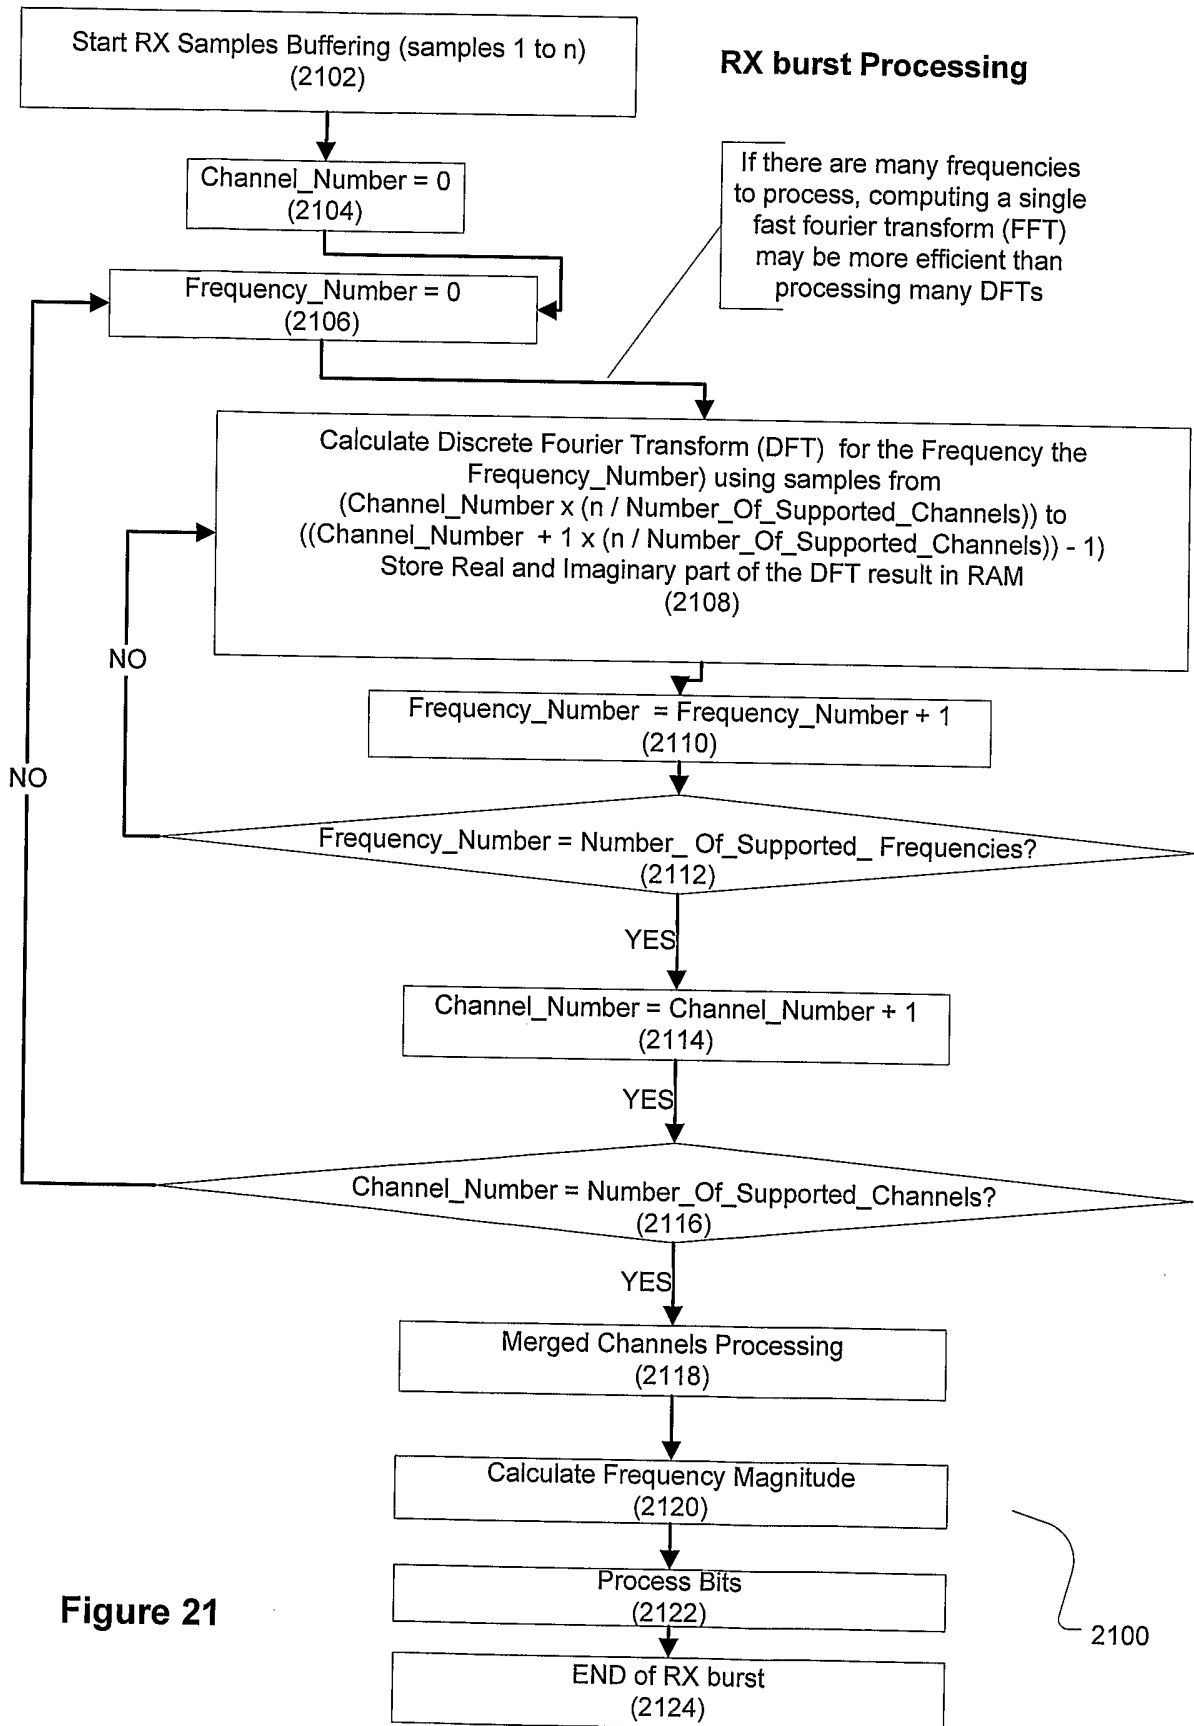 Start RX Samples Buffering (samples 1 to n)
(2102)
RX burst Processing
Channel_Number = 0
(2104)
If there are many frequencies
to process, computing a single
fast fourier transform (FFT)
may be more efficient than
processing many DFTs
Frequency_Number = 0
(2106)
Calculate Discrete Fourier Transform (DFT) for the Frequency the
Frequency_Number) using samples from
(Channel_Number x (n / Number_Of_Supported_Channels)) to
((Channel_Number + 1 x (n / Number_Of_Supported_Channels)) - 1)
Store Real and Imaginary part of the DFT result in RAM
(2108)
NO
Frequency_Number = Frequency_Number + 1
(2110)
NO
Frequency_Number = Number_ Of_Supported_ Frequencies?
(2112)
YES
Channel_Number = Channel_Number + 1
(2114)
YES
Channel_Number = Number_Of_Supported_Channels?
(2116)
YES
Merged Channels Processing
(2118)
Calculate Frequency Magnitude
(2120)
Process Bits
(2122)
Figure 21
2100
END of RX burst
(2124)